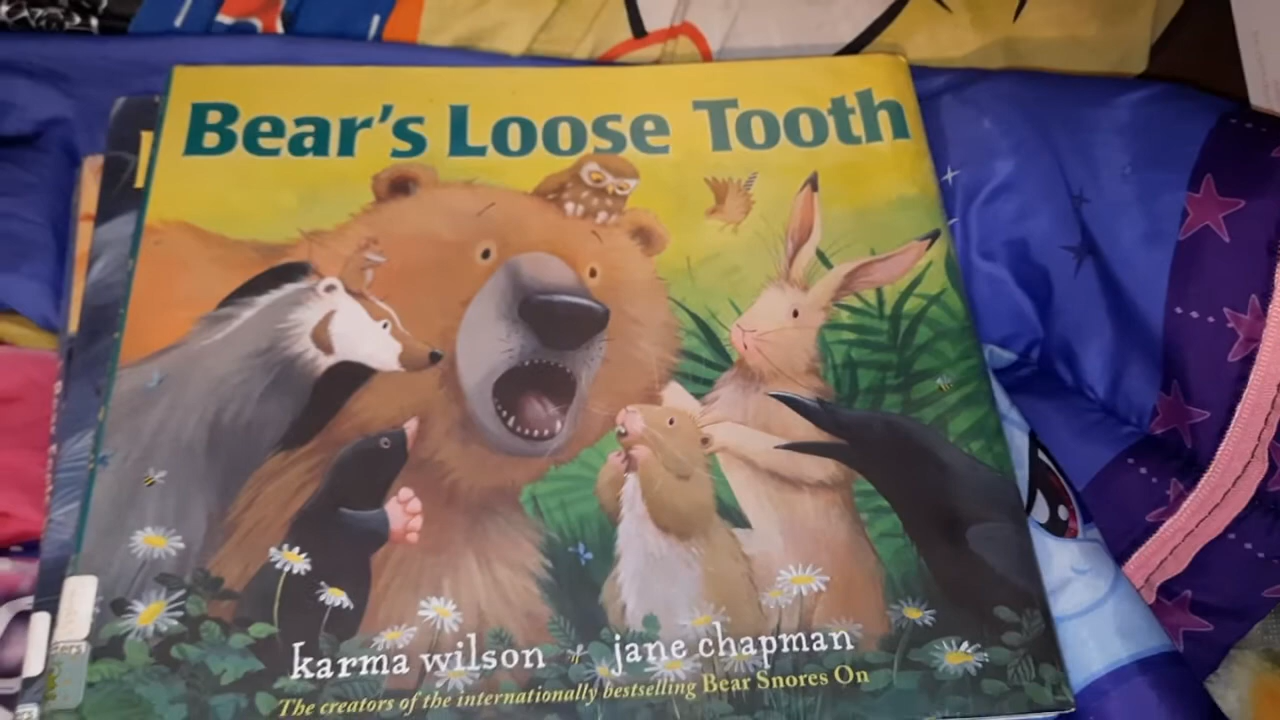 Bear's Loose Tooth
karma wilson jane chapman
The creators of the internationally bestselling Bear Snores On